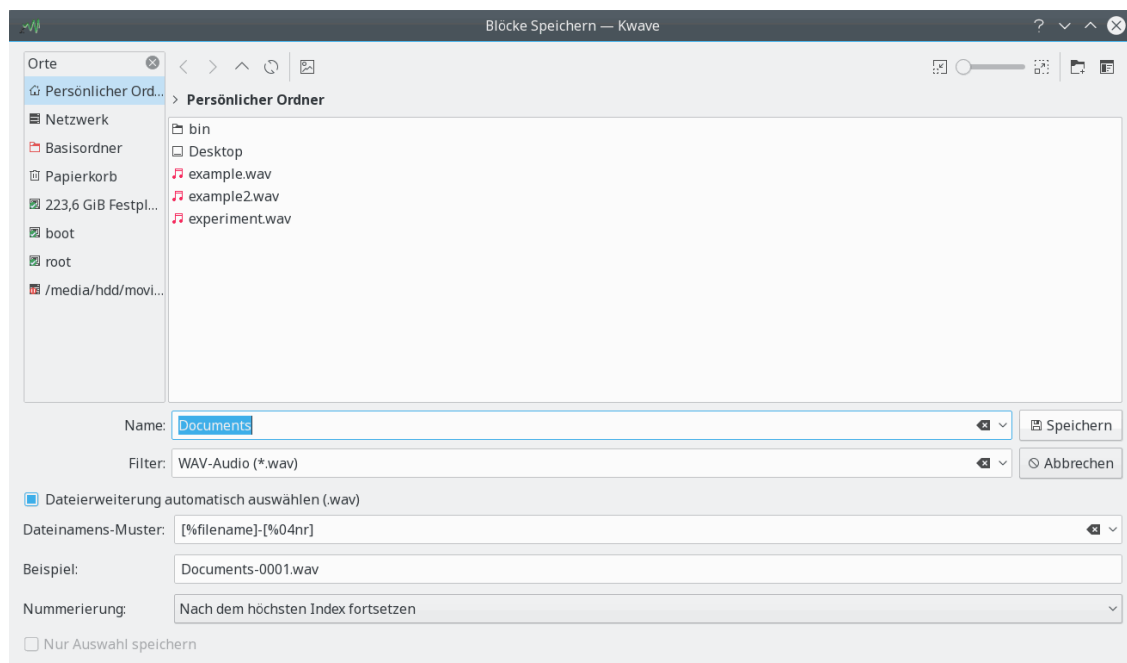 Blöcke Speichern — Kwave
Orte
Persönlicher Ord...
Netzwerk
Basisordner
Papierkorb
223,6 GiB Festpl...
boot
root
/media/hdd/movi...
Persönlicher Ordner
bin
Desktop
example.wav
example2.wav
experiment.wav
Name: Documents
Speichern
Filter: WAV-Audio (*.wav)
Abbrechen
Dateierweiterung automatisch auswählen (.wav)
Dateinamens-Muster: [%filename]-[%04nr]
Beispiel: Documents-0001.wav
Nummerierung: Nach dem höchsten Index fortsetzen
Nur Auswahl speichern